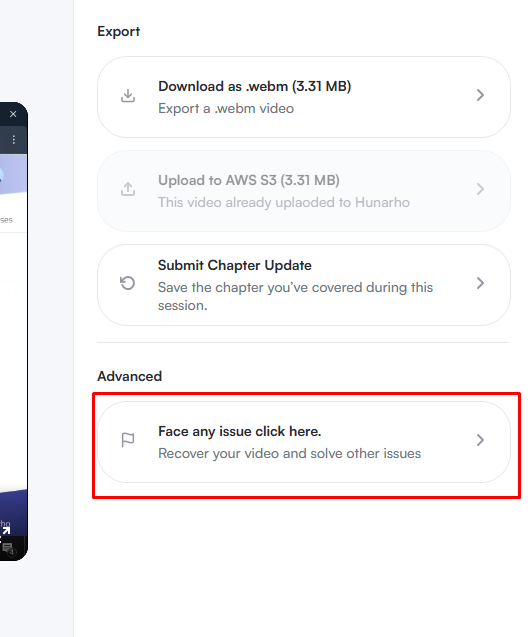 Export
Download as .webm (3.31 MB)
Export a .webm video
Upload to AWS S3 (3.31 MB)
This video already uplaoded to Hunarho
Submit Chapter Update
Save the chapter you've covered during this
session.
Advanced
Face any issue click here.
Recover your video and solve other issues